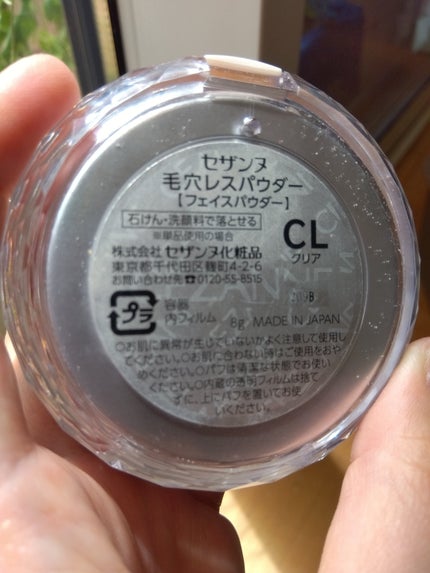 セザンヌ
毛穴レスパウダー
【フェイスパウダー】
石けん・洗顔料で落とせる
※単品使用の場合
CL
クリア
株式会社 セザンヌ化粧品
東京都千代田区麹町4-2-6
お問い合わせ先 ☎0120-55-8515
プラ
容器
内フィルム
8g MADE IN JAPAN
○お肌に異常が生じていないかよく注意して使用し
てください。○お肌に合わない時はご使用をおや
めください。○パフは清潔な状態でお使
いください。○内蔵の透明フィルムは捨て
ずに、上にパフを置いてお使
いください。